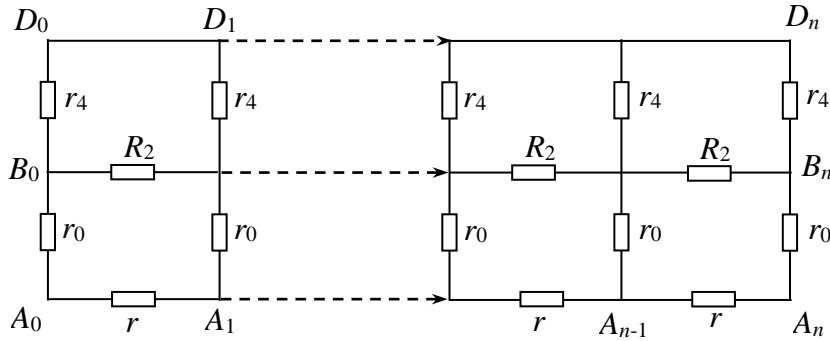 D0 D1 Dn
r4 r4 r4 r4 r4
R2 R2 R2
B0 Bn
r0 r0 r0 r0 r0
A0 r A1 r An-1 r An